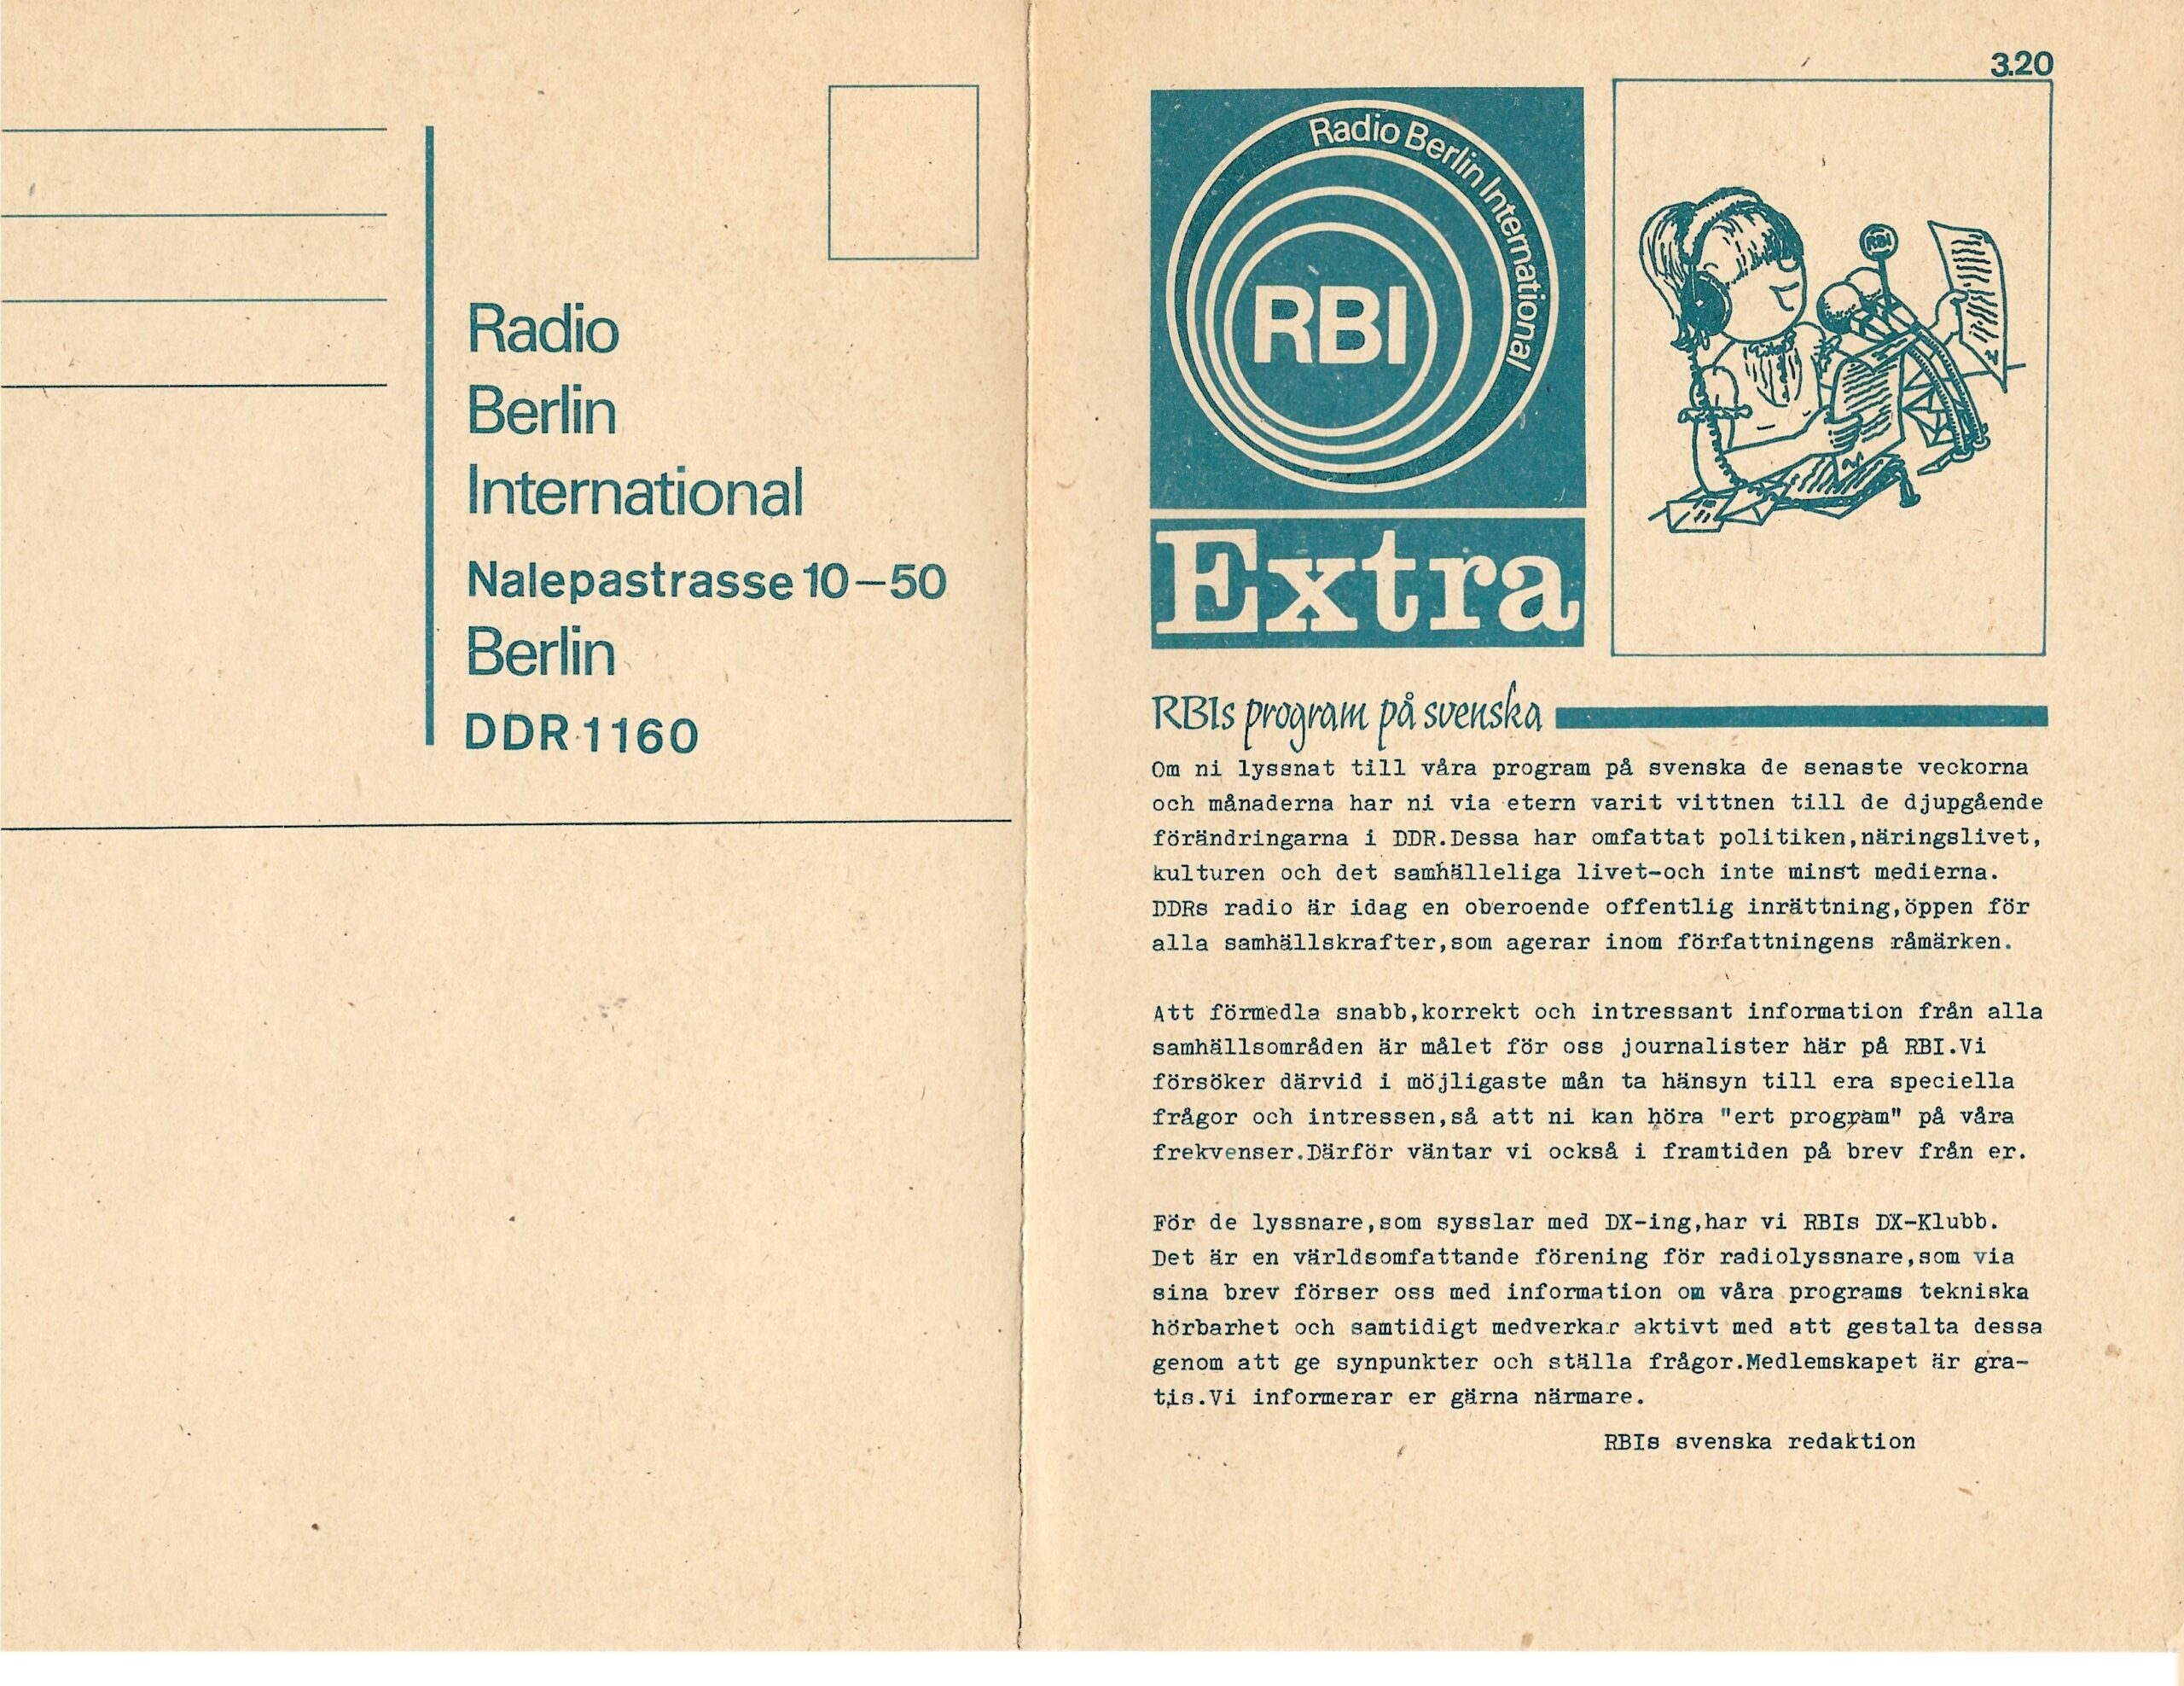 Radio
Berlin
International
Nalepastrasse 10–50
Berlin
DDR 1160
3.20
Radio Berlin International
RBI
Extra
RBI
RBIs program på svenska
Om ni lyssnat till våra program på svenska de senaste veckorna
och månaderna har ni via etern varit vittnen till de djupgående
förändringarna i DDR.Dessa har omfattat politiken,näringslivet,
kulturen och det samhälleliga livet-och inte minst medierna.
DDRs radio är idag en oberoende offentlig inrättning,öppen för
alla samhällskrafter,som agerar inom författningens råmärken.
Att förmedla snabb,korrekt och intressant information från alla
samhällsområden är målet för oss journalister här på RBI.Vi
försöker därvid i möjligaste mån ta hänsyn till era speciella
frågor och intressen,så att ni kan höra "ert program" på våra
frekvenser.Därför väntar vi också i framtiden på brev från er.
För de lyssnare,som sysslar med DX-ing,har vi RBIs DX-Klubb.
Det är en världsomfattande förening för radiolyssnare,som via
sina brev förser oss med information om våra programs tekniska
hörbarhet och samtidigt medverkar aktivt med att gestalta dessa
genom att ge synpunkter och ställa frågor.Medlemskapet är gra-
tis.Vi informerar er gärna närmare.
RBIs svenska redaktion